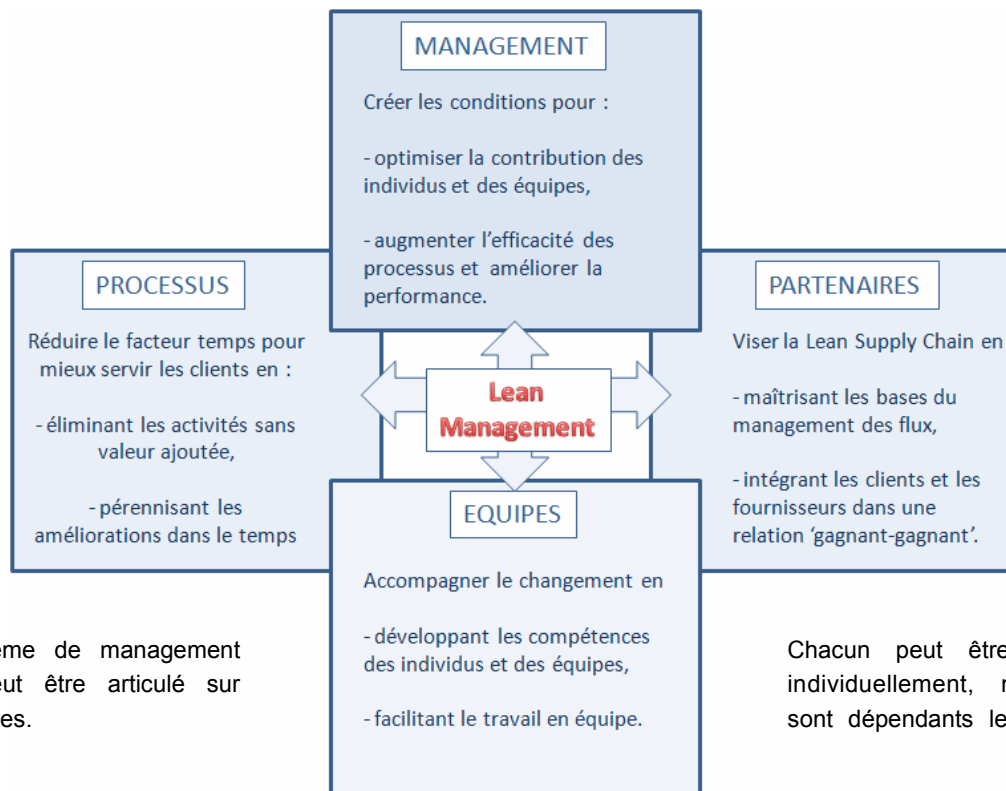 MANAGEMENT
Créer les conditions pour :
- optimiser la contribution des
individus et des équipes,
- augmenter l’efficacité des
processus et améliorer la
performance.
PROCESSUS
Réduire le facteur temps pour
mieux servir les clients en :
- éliminant les activités sans
valeur ajoutée,
- pérennisant les
améliorations dans le temps
Lean
Management
PARTENAIRES
Viser la Lean Supply Chain en
- maîtrisant les bases du
management des flux,
- intégrant les clients et les
fournisseurs dans une
relation ‘gagnant-gagnant’.
EQUIPES
Accompagner le changement en
- développant les compétences
des individus et des équipes,
- facilitant le travail en équipe.
de management
être articulé sur
Chacun peut être
individuellement,
sont dépendants